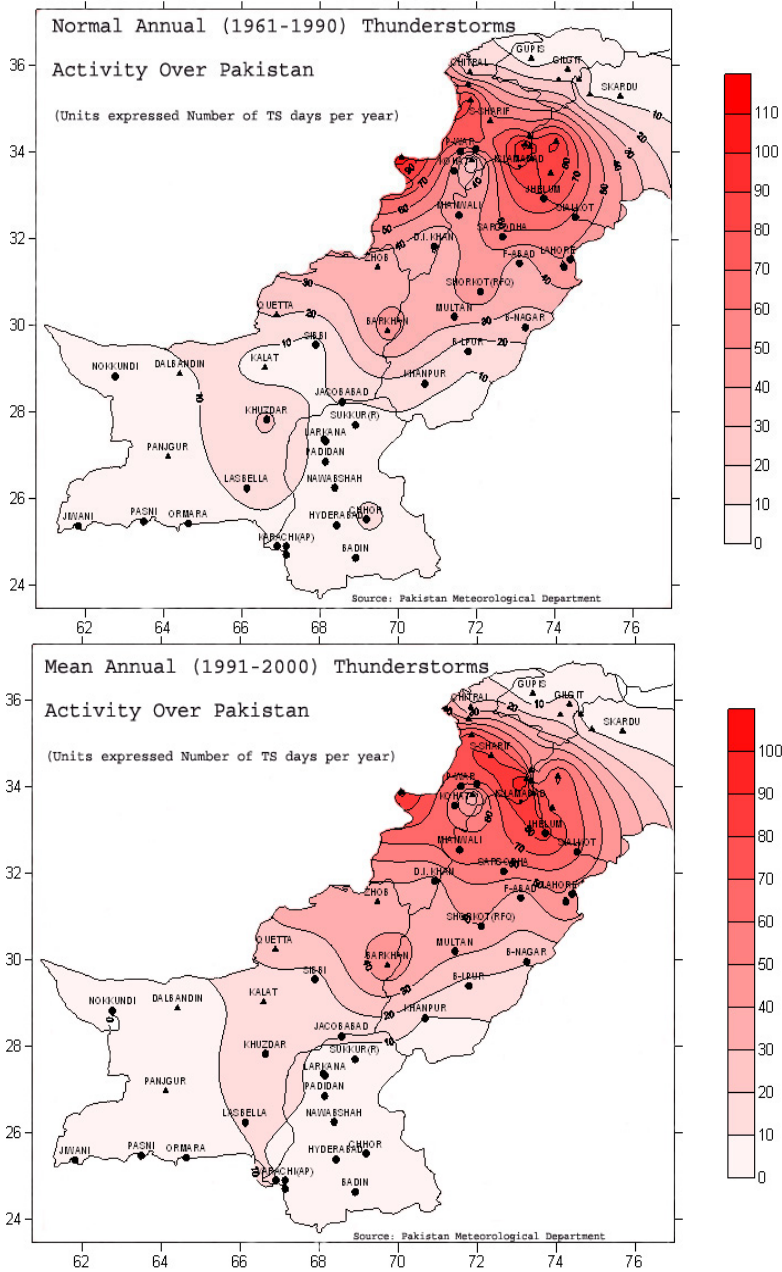 Normal Annual (1961-1990) Thunderstorms
Activity Over Pakistan
(Units expressed Number of TS days per year)
GUPIS
CHITRAL
GILGIT
SKARDU
S-SHARIF
P-WAR
KOHAT
ISLAMABAD
JHELUM
MIANWALI
SIALKOT
SARGODHA
D.I. KHAN
ZHOB
F-ABAD
LAHORE
SHORKOT(RFQ)
QUETTA
BARKHAN
MULTAN
B-NAGAR
SIBBI
B-LPUR
KALAT
NOKKUNDI
DALBANDIN
KHANPUR
JACOBABAD
KHUZDAR
SUKKUR(R)
LARKANA
PANJGUR
PADIDAN
LASBELLA
NAWABSHAH
JIWANI
PASNI
ORMARA
HYDERABAD
CHHOR
KARACHI(AP)
BADIN
Source: Pakistan Meteorological Department
36
34
32
30
28
26
24
62
64
66
68
70
72
74
76
110
100
90
80
70
60
50
40
30
20
10
0
Mean Annual (1991-2000) Thunderstorms
Activity Over Pakistan
(Units expressed Number of TS days per year)
GUPIS
CHITRAL
GILGIT
SKARDU
S-SHARIF
P-WAR
KOHAT
ISLAMABAD
JHELUM
MIANWALI
SIALKOT
SARGODHA
D.I. KHAN
ZHOB
F-ABAD
LAHORE
SHORKOT(RFQ)
QUETTA
BARKHAN
MULTAN
B-NAGAR
SIBBI
B-LPUR
KALAT
NOKKUNDI
DALBANDIN
KHANPUR
JACOBABAD
KHUZDAR
SUKKUR(R)
LARKANA
PANJGUR
PADIDAN
LASBELLA
NAWABSHAH
JIWANI
PASNI
ORMARA
HYDERABAD
CHHOR
KARACHI(AP)
BADIN
Source: Pakistan Meteorological Department
36
34
32
30
28
26
24
62
64
66
68
70
72
74
76
100
90
80
70
60
50
40
30
20
10
0